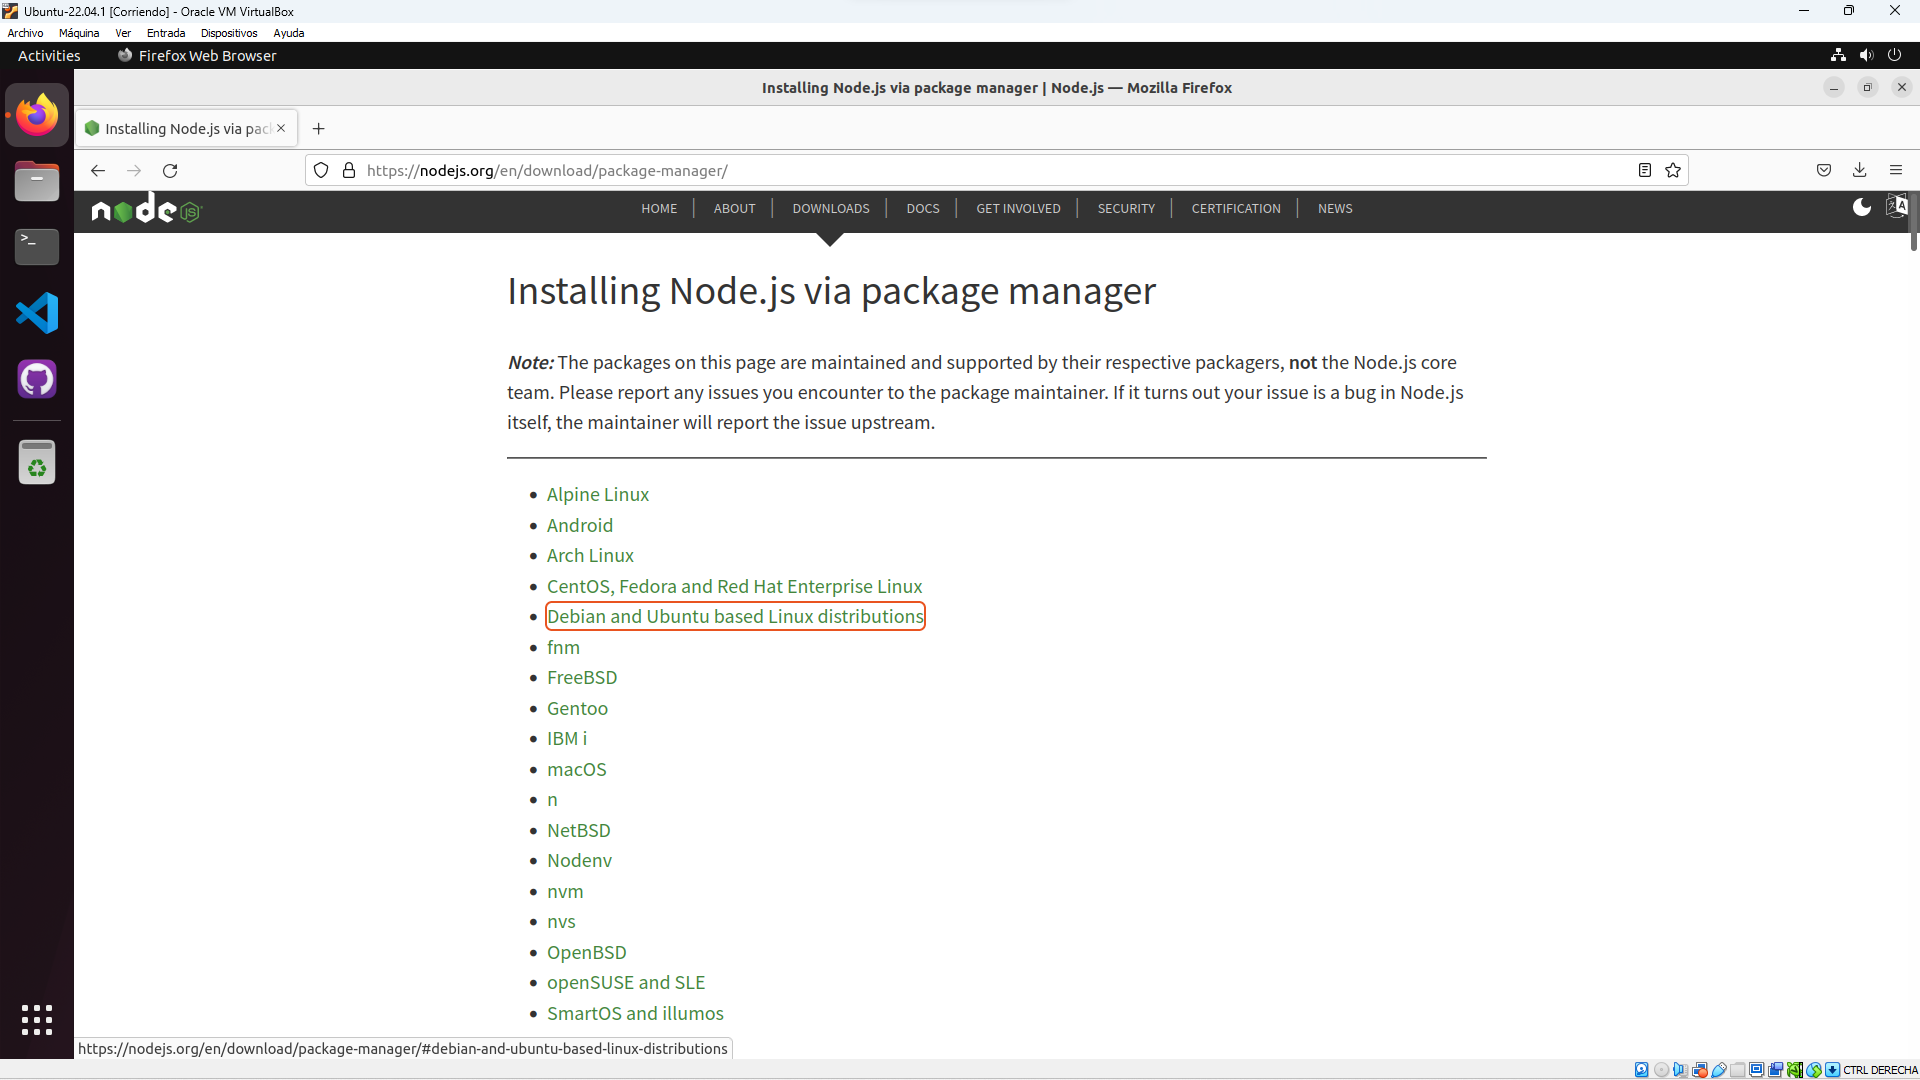 Ubuntu-22.04.1 [Corriendo] - Oracle VM VirtualBox
Archivo Máquina Ver Entrada Dispositivos Ayuda
Activities Firefox Web Browser
Installing Node.js via package manager | Node.js — Mozilla Firefox
Installing Node.js via pac
https://nodejs.org/en/download/package-manager/
node JS
HOME | ABOUT | DOWNLOADS | DOCS | GET INVOLVED | SECURITY | CERTIFICATION | NEWS
Installing Node.js via package manager
Note: The packages on this page are maintained and supported by their respective packagers, not the Node.js core
team. Please report any issues you encounter to the package maintainer. If it turns out your issue is a bug in Node.js
itself, the maintainer will report the issue upstream.
• Alpine Linux
• Android
• Arch Linux
• CentOS, Fedora and Red Hat Enterprise Linux
• Debian and Ubuntu based Linux distributions
• fnm
• FreeBSD
• Gentoo
• IBM i
• macOS
• n
• NetBSD
• Nodenv
• nvm
• nvs
• OpenBSD
• openSUSE and SLE
• SmartOS and illumos
https://nodejs.org/en/download/package-manager/#debian-and-ubuntu-based-linux-distributions
CTRL DERECHA